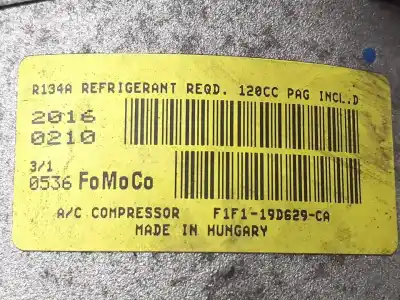 R134A REFRIGERANT REQD. 120CC PAG INCL.D
2016
0210
3/1
0536 FoMoCo
A/C COMPRESSOR F1F1-19D629-CA
MADE IN HUNGARY